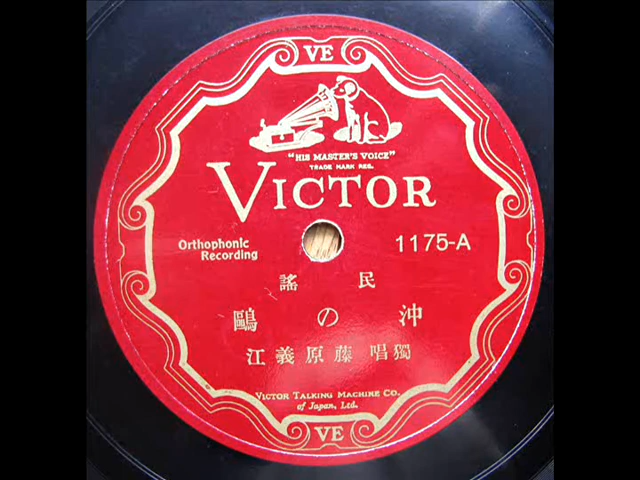 VE
"HIS MASTER'S VOICE"
TRADE MARK REG.
VICTOR
Orthophonic
Recording
1175-A
民謠
沖の鷗
獨唱 藤原義江
VICTOR TALKING MACHINE CO.
of Japan, Ltd.
VE